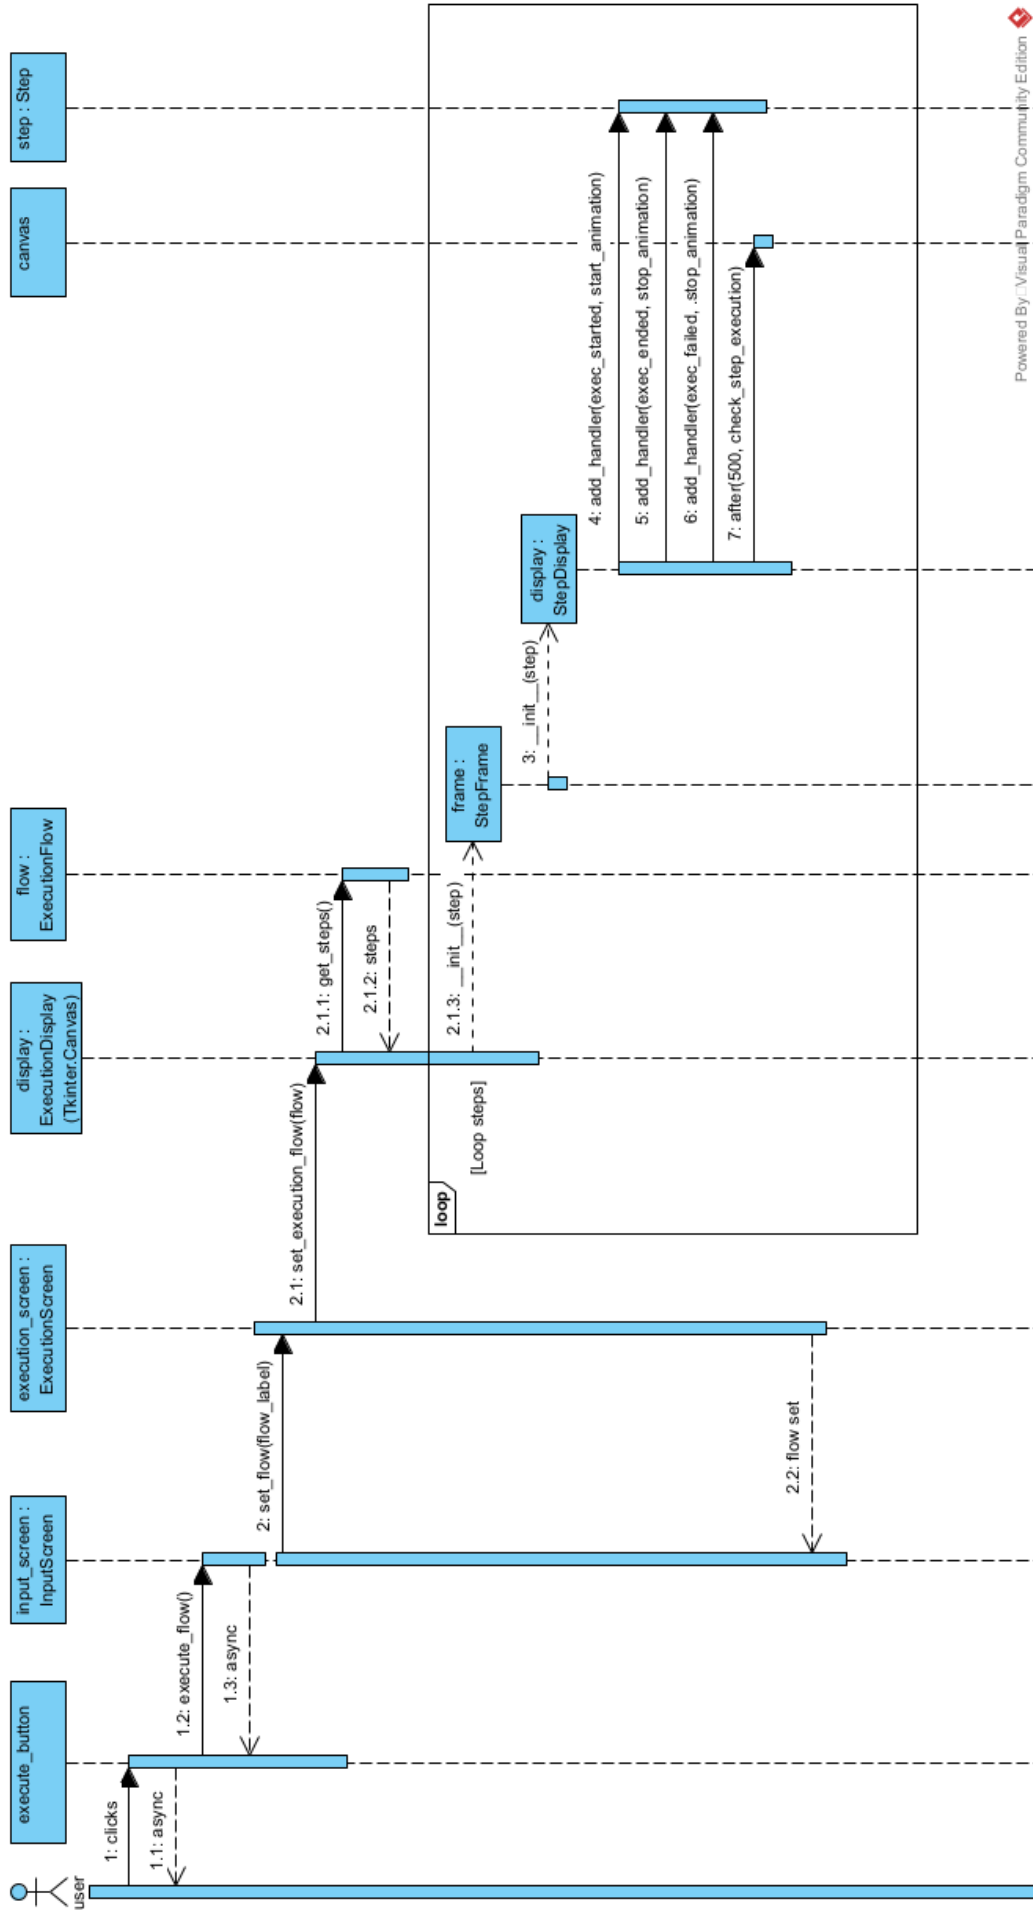 user
execute_button
input_screen :
InputScreen
execution_screen :
ExecutionScreen
display :
ExecutionDisplay
(Tkinter.Canvas)
flow :
ExecutionFlow
canvas
step : Step
1: clicks
1.1: async
1.2: execute_flow()
1.3: async
2: set_flow(flow_label)
2.1: set_execution_flow(flow)
2.1.1: get_steps()
2.1.2: steps
loop
[Loop steps]
2.1.3: __init__(step)
frame :
StepFrame
3: __init__(step)
display :
StepDisplay
4: add_handler(exec_started, start_animation)
5: add_handler(exec_ended, stop_animation)
6: add_handler(exec_failed, .stop_animation)
7: after(500, check_step_execution)
2.2: flow set
Powered By□Visual Paradigm Community Edition